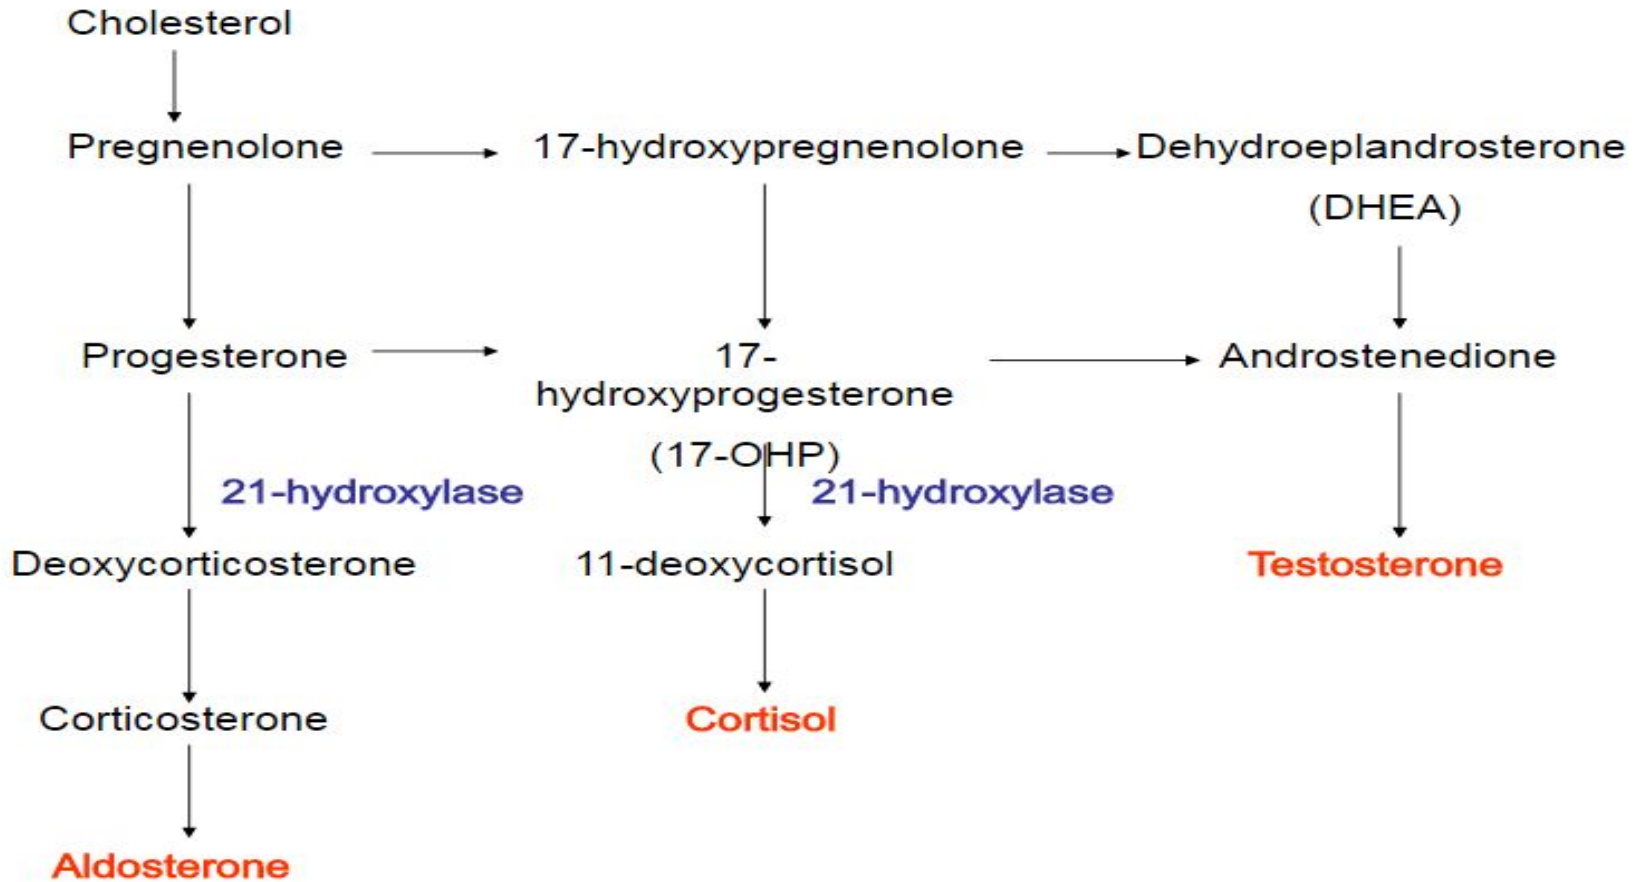 Cholesterol
Pregnenolone
17-hydroxypregnenolone
Dehydroeplandrosterone
(DHEA)
Progesterone
17-
hydroxyprogesterone
(17-OHP)
Androstenedione
21-hydroxylase
21-hydroxylase
Deoxycorticosterone
11-deoxycortisol
Testosterone
Corticosterone
Cortisol
Aldosterone